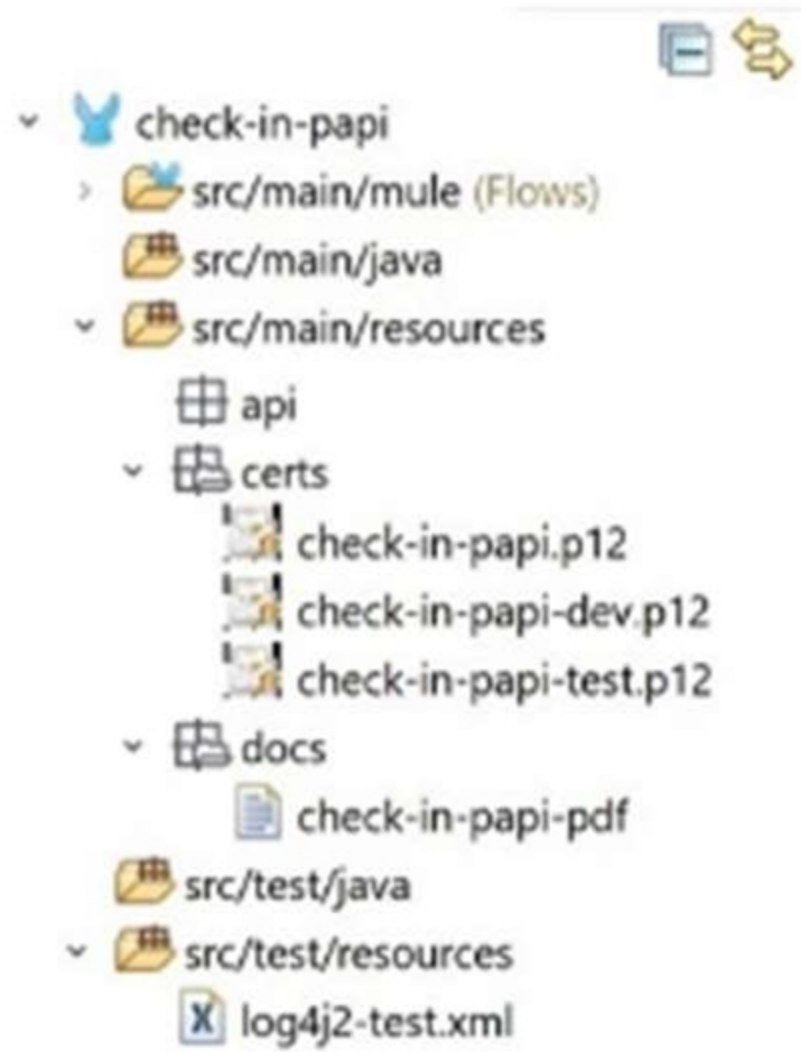 check-in-papi
src/main/mule (Flows)
src/main/java
src/main/resources
api
certs
check-in-papi.p12
check-in-papi-dev.p12
check-in-papi-test.p12
docs
check-in-papi-pdf
src/test/java
src/test/resources
log4j2-test.xml